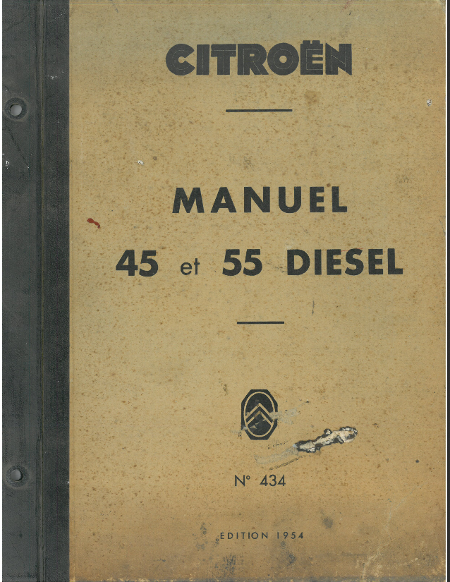 CITROËN
MANUEL
45 et 55 DIESEL
N° 434
EDITION 1954